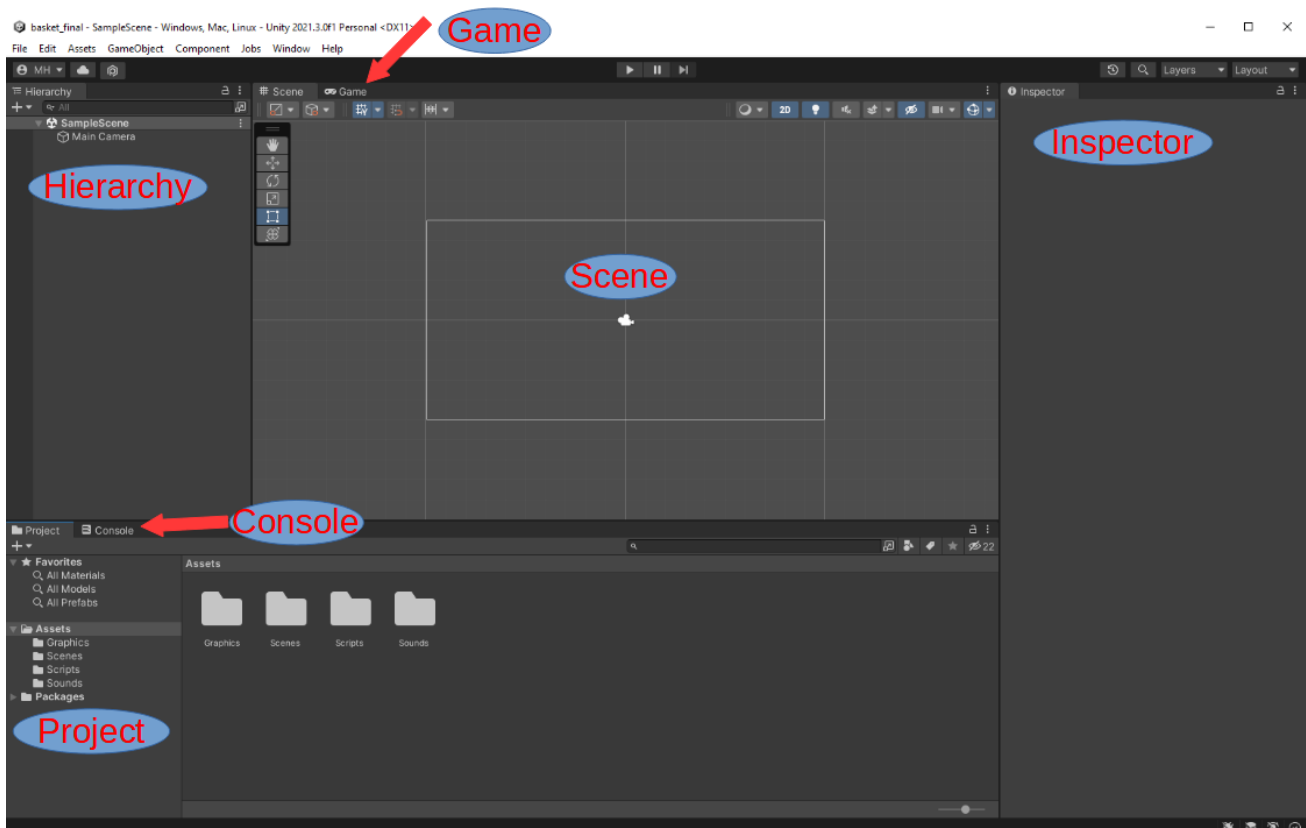 basket_final - SampleScene - Windows, Mac, Linux - Unity 2021.3.0f1 Personal <DX11>
Game
File Edit Assets GameObject Component Jobs Window Help
MH
Layers
Layout
Hierarchy
Scene
Game
Inspector
All
2D
SampleScene
Main Camera
Inspector
Hierarchy
Scene
Project
Console
Console
22
Favorites
Assets
All Materials
All Models
All Prefabs
Assets
Graphics
Scenes
Scripts
Sounds
Packages
Graphics
Scenes
Scripts
Sounds
Project